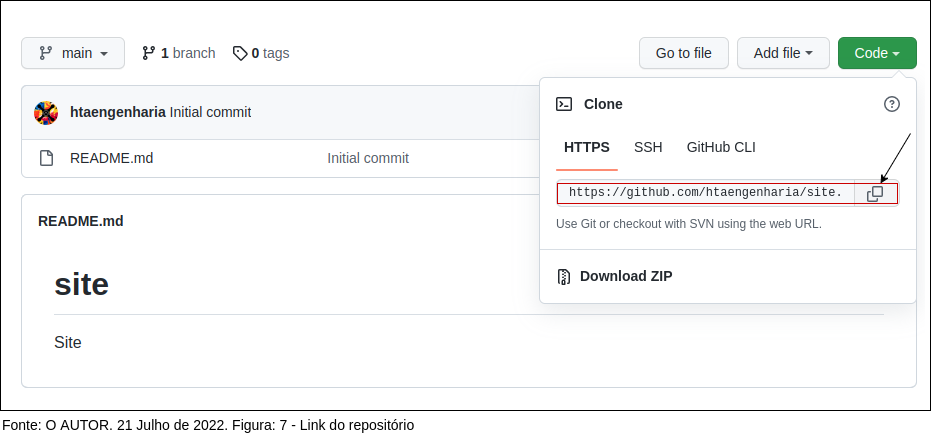 main 1 branch 0 tags Go to file Add file Code
htaengenharia Initial commit
README.md Initial commit
README.md
site
Site
Clone
HTTPS SSH GitHub CLI
https://github.com/htaengenharia/site.
Use Git or checkout with SVN using the web URL.
Download ZIP
Fonte: O AUTOR. 21 Julho de 2022. Figura: 7 - Link do repositório